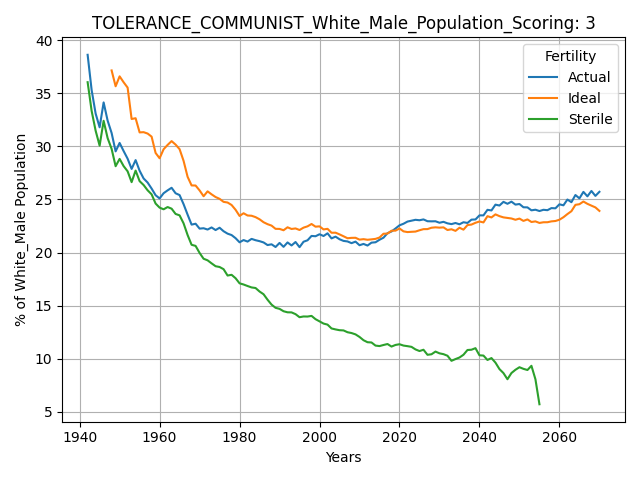 TOLERANCE_COMMUNIST_White_Male_Population_Scoring: 3
Fertility
Actual
Ideal
Sterile
% of White_Male Population
40
35
30
25
20
15
10
5
1940 1960 1980 2000 2020 2040 2060
Years